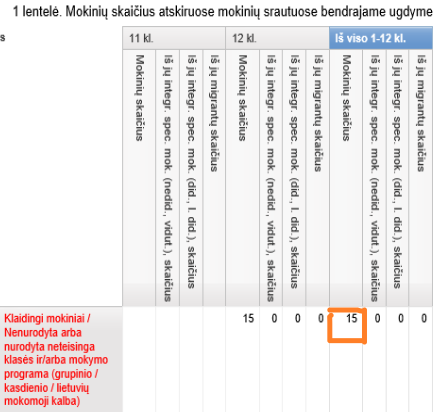 1 lentelė. Mokinių skaičius atskiruose mokinių srautuose bendrajame ugdyme
s
11 kl.
12 kl.
Iš viso 1-12 kl.
Mokinių skaičius
Iš jų integr. spec. mok. (nedid., vidut.), skaičius
Iš jų integr. spec. mok. (did., l. did.), skaičius
Iš jų migrantų skaičius
Mokinių skaičius
Iš jų integr. spec. mok. (nedid., vidut.), skaičius
Iš jų integr. spec. mok. (did., l. did.), skaičius
Iš jų migrantų skaičius
Mokinių skaičius
Iš jų integr. spec. mok. (nedid., vidut.), skaičius
Iš jų integr. spec. mok. (did., l. did.), skaičius
Iš jų migrantų skaičius
Klaidingi mokiniai /
Nenurodyta arba
nurodyta neteisinga
klasės ir/arba mokymo
programa (grupinio /
kasdienio / lietuvių
mokomoji kalba)
15 0 0 0 15 0 0 0